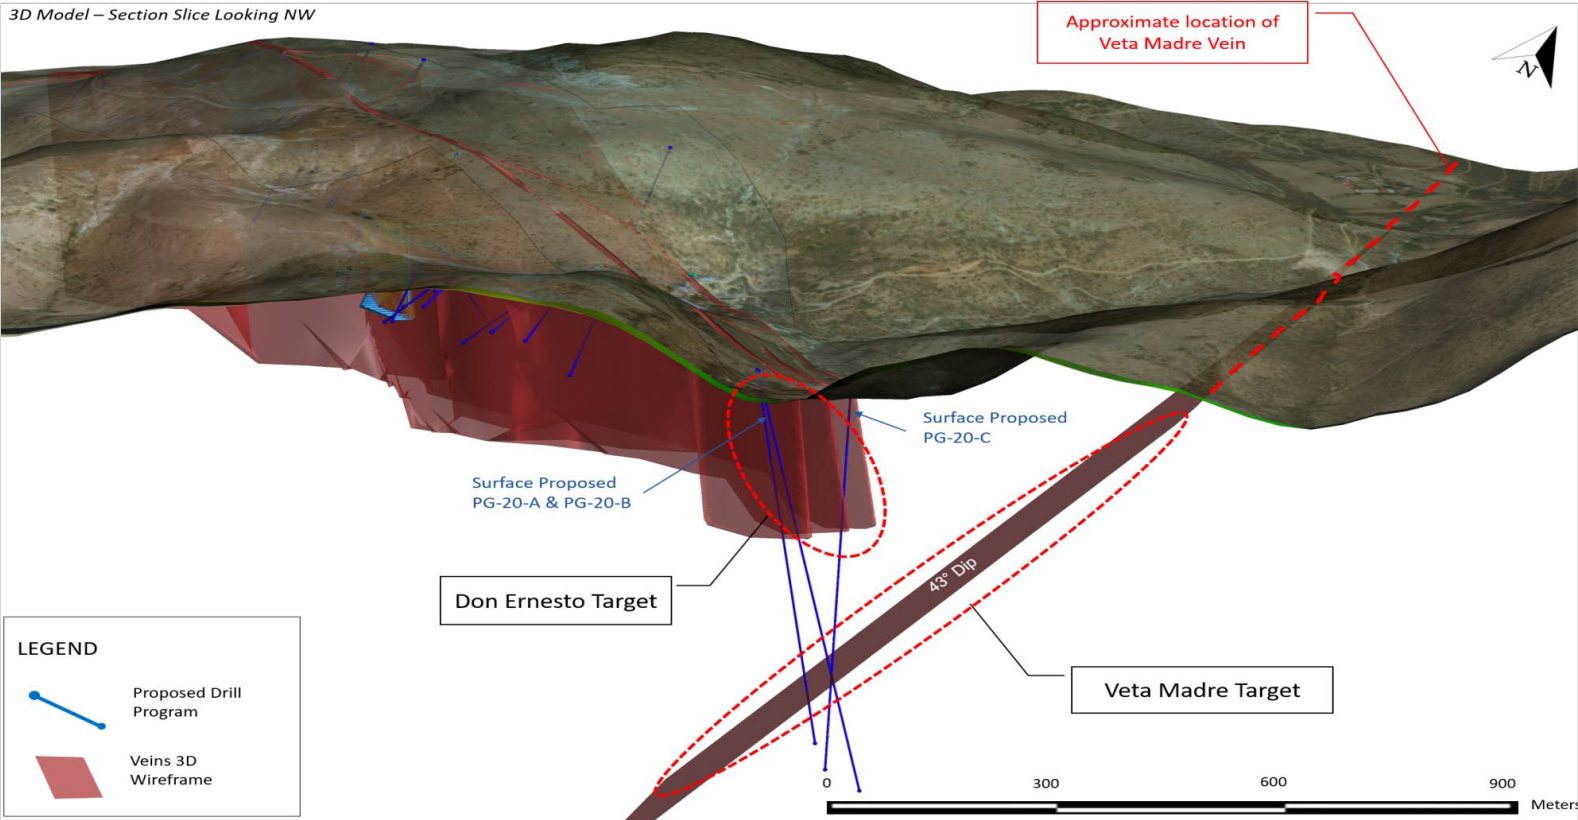 3D Model – Section Slice Looking NW
Approximate location of
Veta Madre Vein
N
Surface Proposed
PG-20-C
Surface Proposed
PG-20-A & PG-20-B
43° Dip
Don Ernesto Target
Veta Madre Target
LEGEND
Proposed Drill
Program
Veins 3D
Wireframe
0 300 600 900
Meters